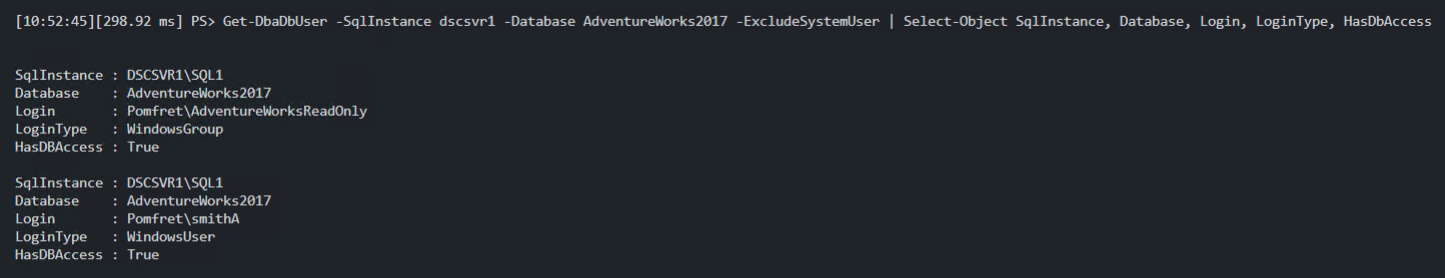 [10:52:45][298.92 ms] PS> Get-DbaDbUser -SqlInstance dscsvr1 -Database AdventureWorks2017 -ExcludeSystemUser | Select-Object SqlInstance, Database, Login, LoginType, HasDbAccess
SqlInstance : DSCSVR1\SQL1
Database    : AdventureWorks2017
Login       : Pomfret\AdventureWorksReadOnly
LoginType   : WindowsGroup
HasDBAccess : True
SqlInstance : DSCSVR1\SQL1
Database    : AdventureWorks2017
Login       : Pomfret\smithA
LoginType   : WindowsUser
HasDBAccess : True